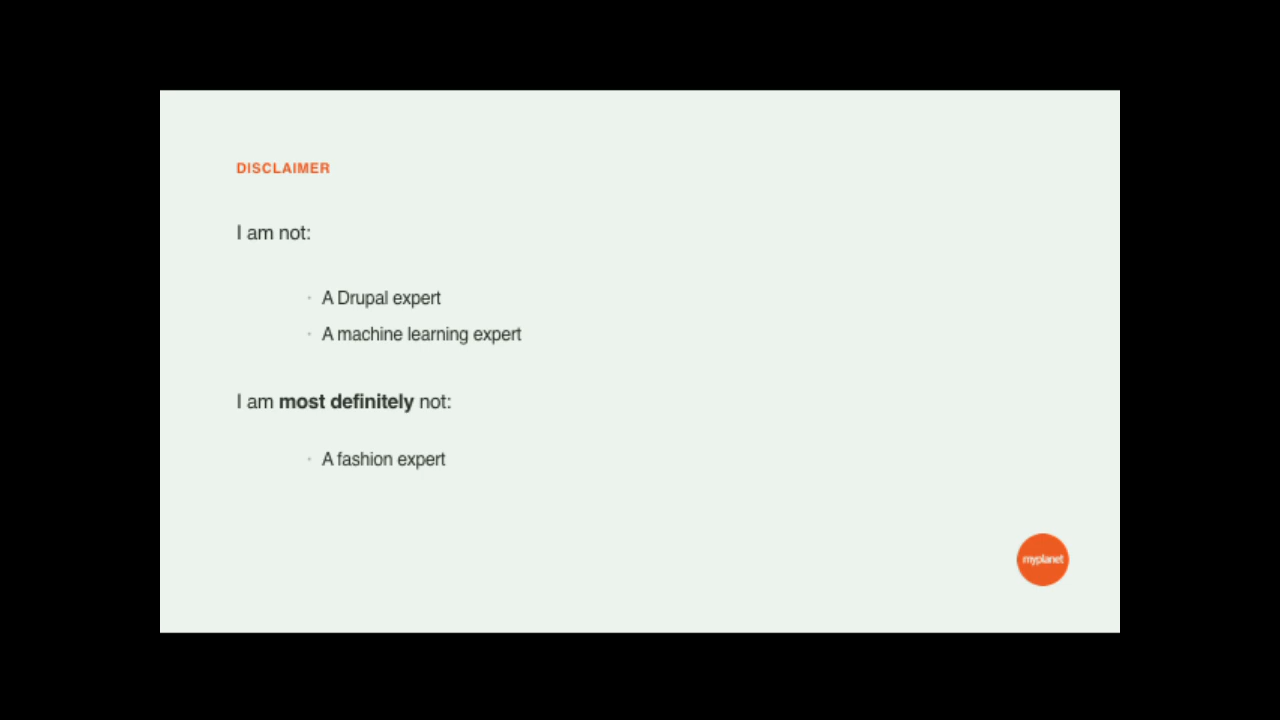 DISCLAIMER
I am not:
· A Drupal expert
· A machine learning expert
I am most definitely not:
· A fashion expert
myplanet